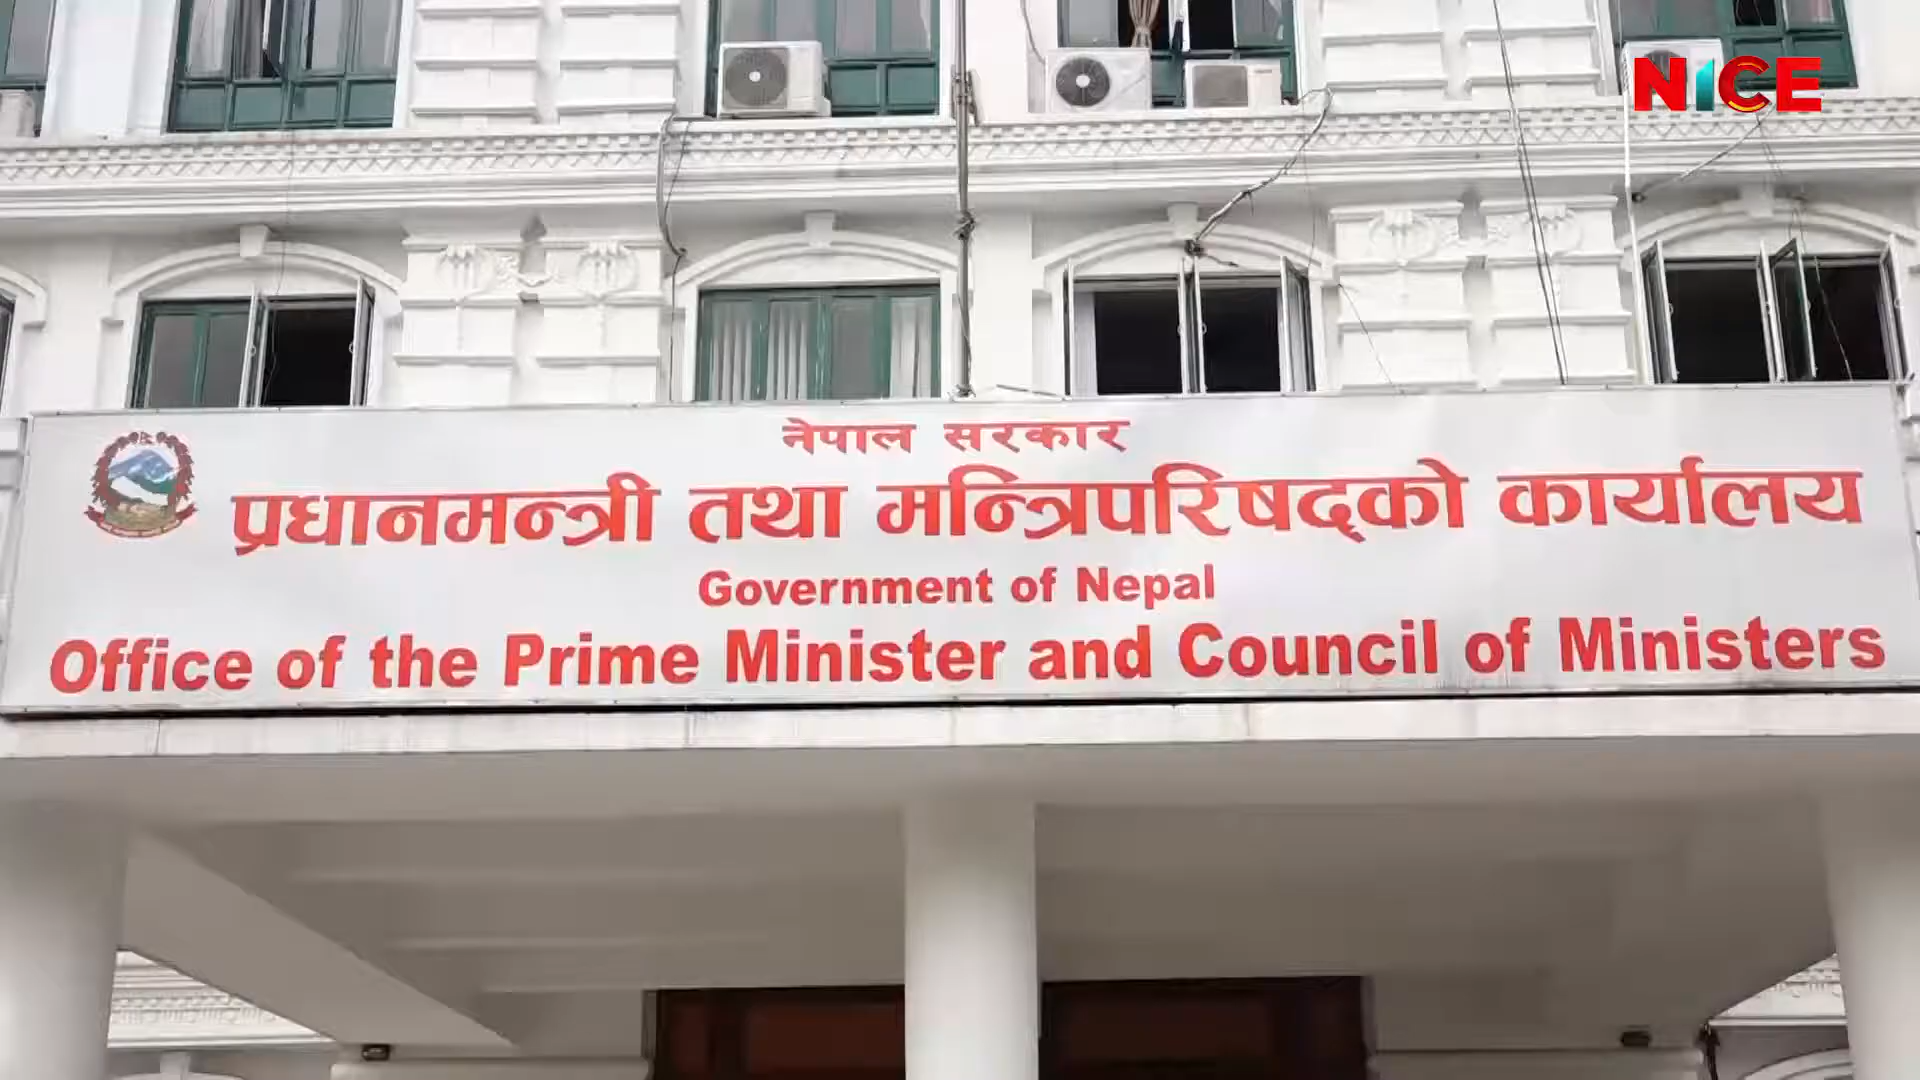 NICE
नेपाल सरकार
प्रधानमन्त्री तथा मन्त्रिपरिषद्को कार्यालय
Government of Nepal
Office of the Prime Minister and Council of Ministers